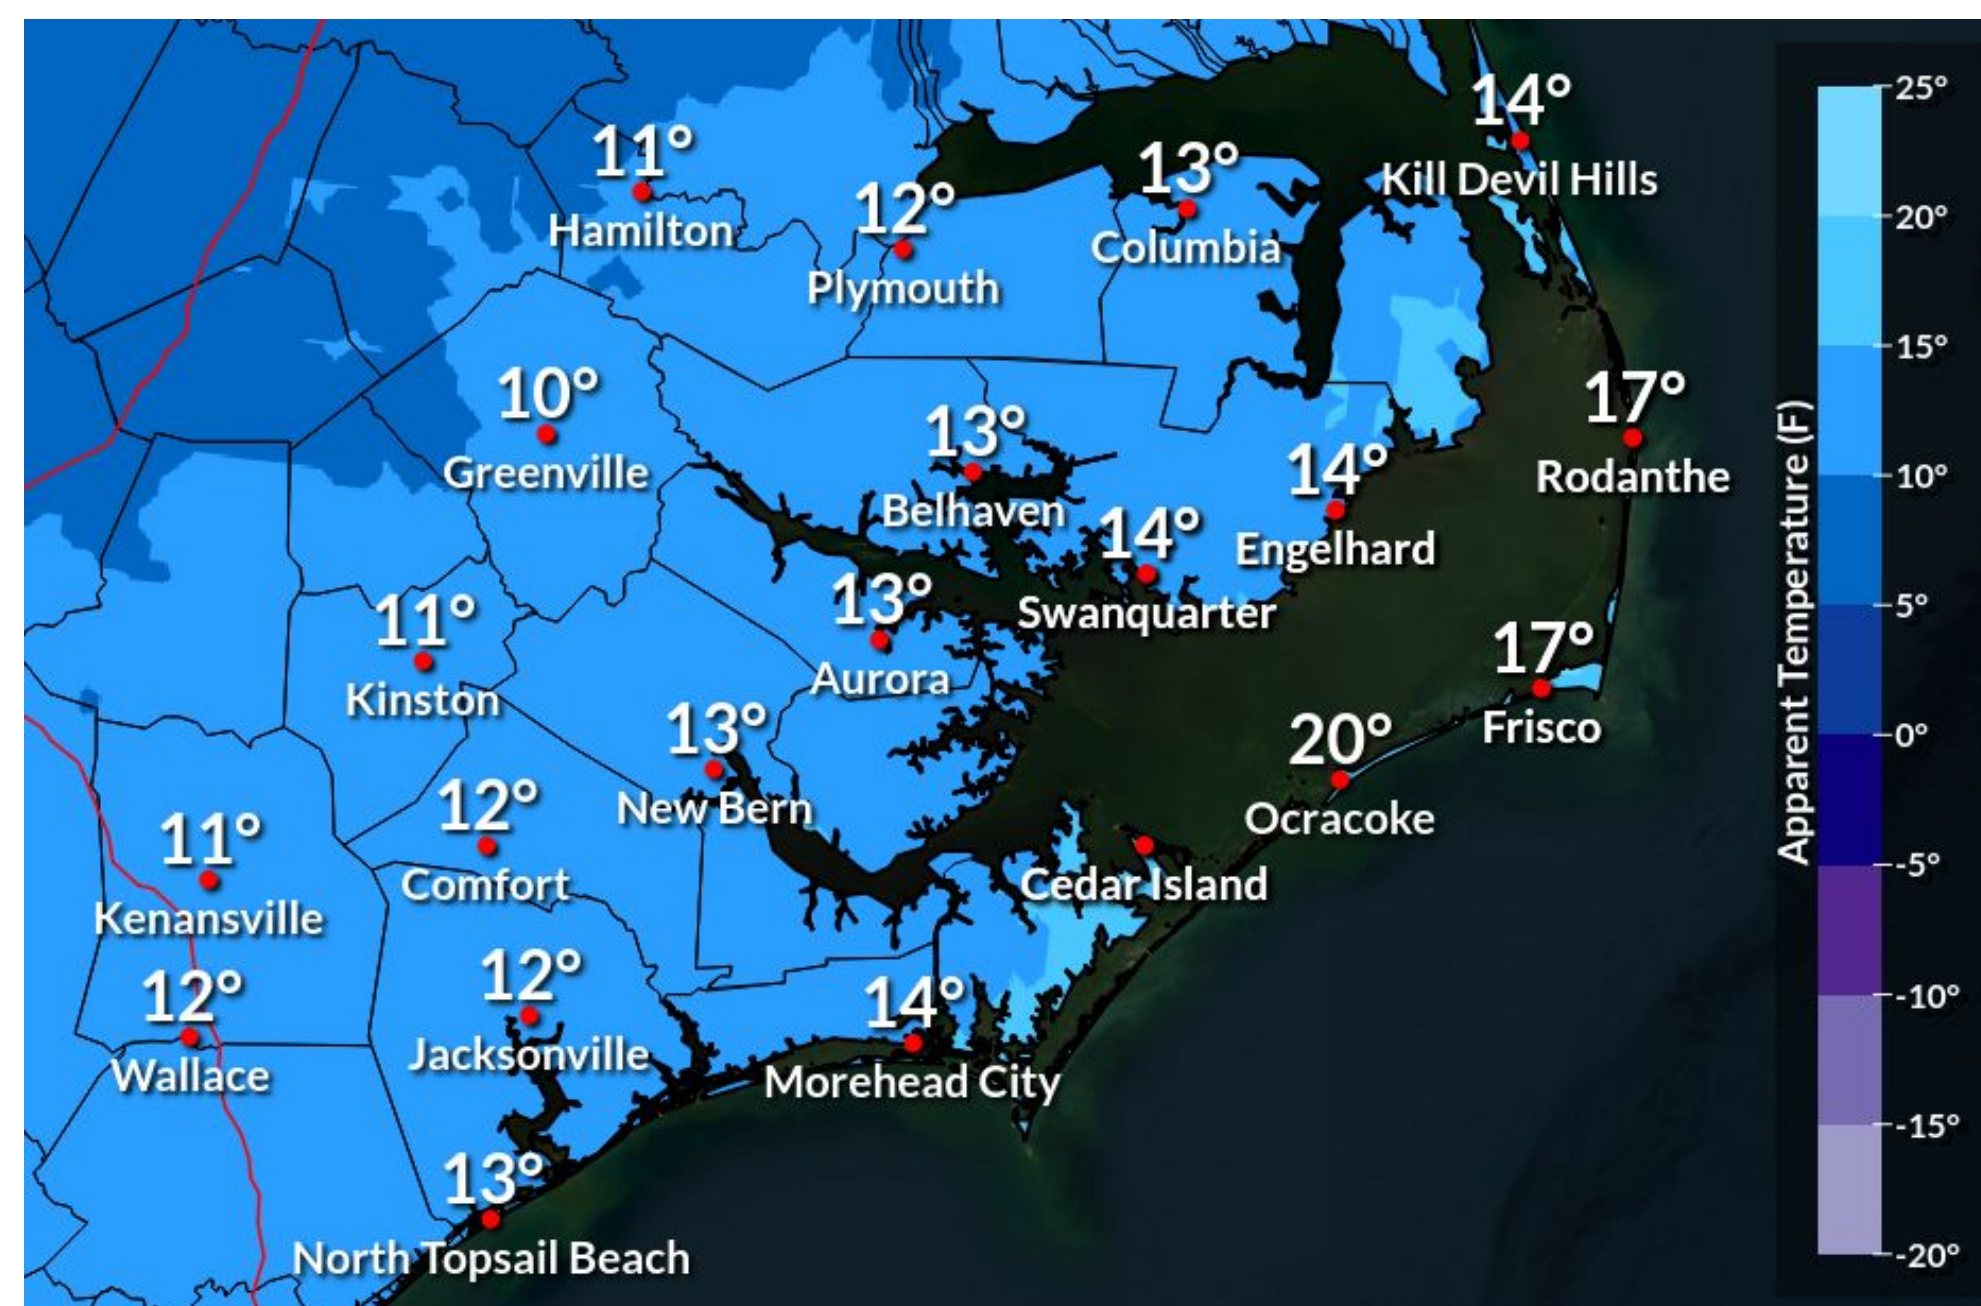 14°
Kill Devil Hills
11°
Hamilton
13°
Columbia
12°
Plymouth
10°
Greenville
17°
Rodanthe
13°
Belhaven
14°
Engelhard
14°
Swanquarter
13°
Aurora
11°
Kinston
17°
Frisco
13°
New Bern
20°
Ocracoke
12°
Comfort
11°
Kenansville
Cedar Island
12°
Wallace
12°
Jacksonville
14°
Morehead City
13°
North Topsail Beach
Apparent Temperature (F)
25°
20°
15°
10°
5°
0°
-5°
-10°
-15°
-20°